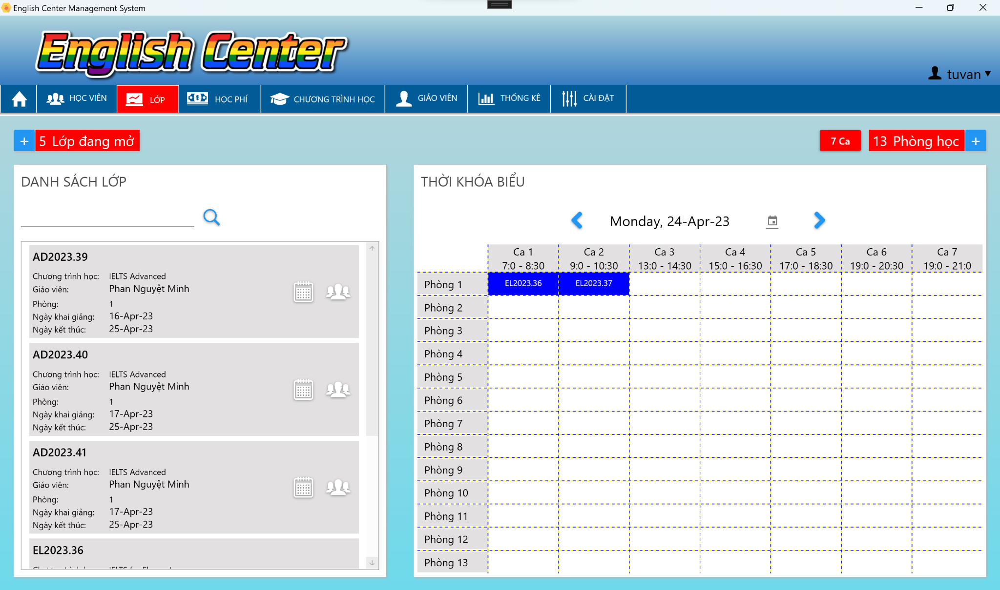 English Center Management System
English Center
tuvan
HỌC VIÊN
LỚP
HỌC PHÍ
CHƯƠNG TRÌNH HỌC
GIÁO VIÊN
THỐNG KÊ
CÀI ĐẶT
+ 5 Lớp đang mở
7 Ca
13 Phòng học +
DANH SÁCH LỚP
AD2023.39
Chương trình học: IELTS Advanced
Giáo viên: Phan Nguyệt Minh
Phòng: 1
Ngày khai giảng: 16-Apr-23
Ngày kết thúc: 25-Apr-23
AD2023.40
Chương trình học: IELTS Advanced
Giáo viên: Phan Nguyệt Minh
Phòng: 1
Ngày khai giảng: 17-Apr-23
Ngày kết thúc: 25-Apr-23
AD2023.41
Chương trình học: IELTS Advanced
Giáo viên: Phan Nguyệt Minh
Phòng: 1
Ngày khai giảng: 17-Apr-23
Ngày kết thúc: 25-Apr-23
EL2023.36
THỜI KHÓA BIỂU
Monday, 24-Apr-23
Ca 1 Ca 2 Ca 3 Ca 4 Ca 5 Ca 6 Ca 7
7:0 - 8:30 9:0 - 10:30 13:0 - 14:30 15:0 - 16:30 17:0 - 18:30 19:0 - 20:30 19:0 - 21:0
Phòng 1 EL2023.36 EL2023.37
Phòng 2
Phòng 3
Phòng 4
Phòng 5
Phòng 6
Phòng 7
Phòng 8
Phòng 9
Phòng 10
Phòng 11
Phòng 12
Phòng 13